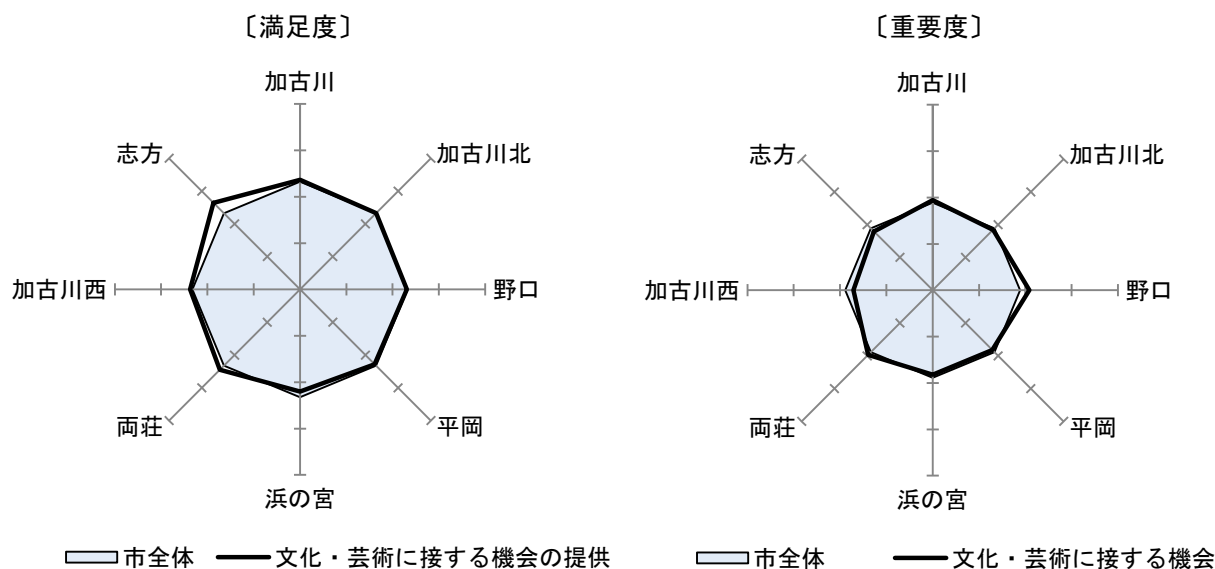 〔満足度〕
加古川
加古川北
野口
平岡
浜の宮
両荘
加古川西
志方
市全体
文化・芸術に接する機会の提供
〔重要度〕
加古川
加古川北
野口
平岡
浜の宮
両荘
加古川西
志方
市全体
文化・芸術に接する機会